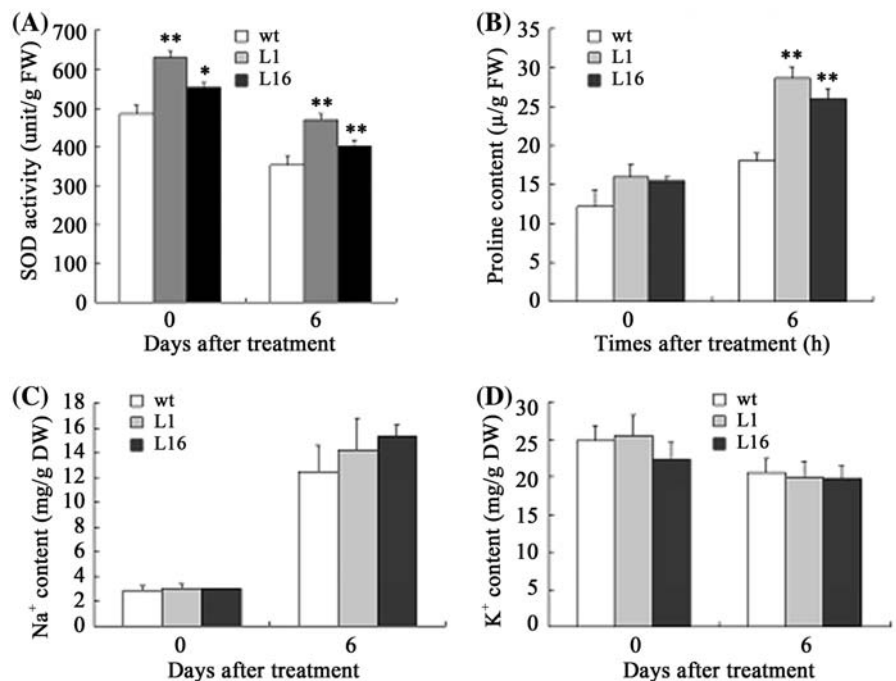 (A)
SOD activity (unit/g FW)
700
600
500
400
300
200
100
0
wt
L1
L16
**
*
**
**
0
6
Days after treatment
(B)
Proline content (μ/g FW)
35
30
25
20
15
10
5
0
wt
L1
L16
**
**
0
6
Times after treatment (h)
(C)
Na⁺ content (mg/g DW)
18
16
14
12
10
8
6
4
2
0
wt
L1
L16
0
6
Days after treatment
(D)
K⁺ content (mg/g DW)
30
25
20
15
10
5
0
wt
L1
L16
0
6
Days after treatment